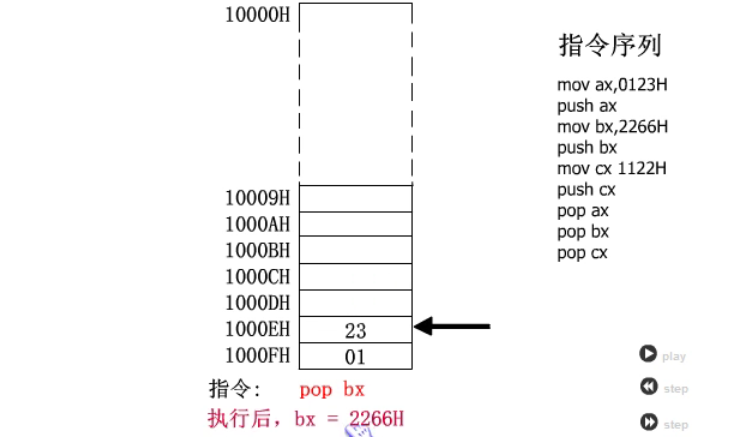 10000H
10009H
1000AH
1000BH
1000CH
1000DH
1000EH 23
1000FH 01
指令: pop bx
执行后，bx = 2266H
指令序列
mov ax,0123H
push ax
mov bx,2266H
push bx
mov cx 1122H
push cx
pop ax
pop bx
pop cx
play
step
step